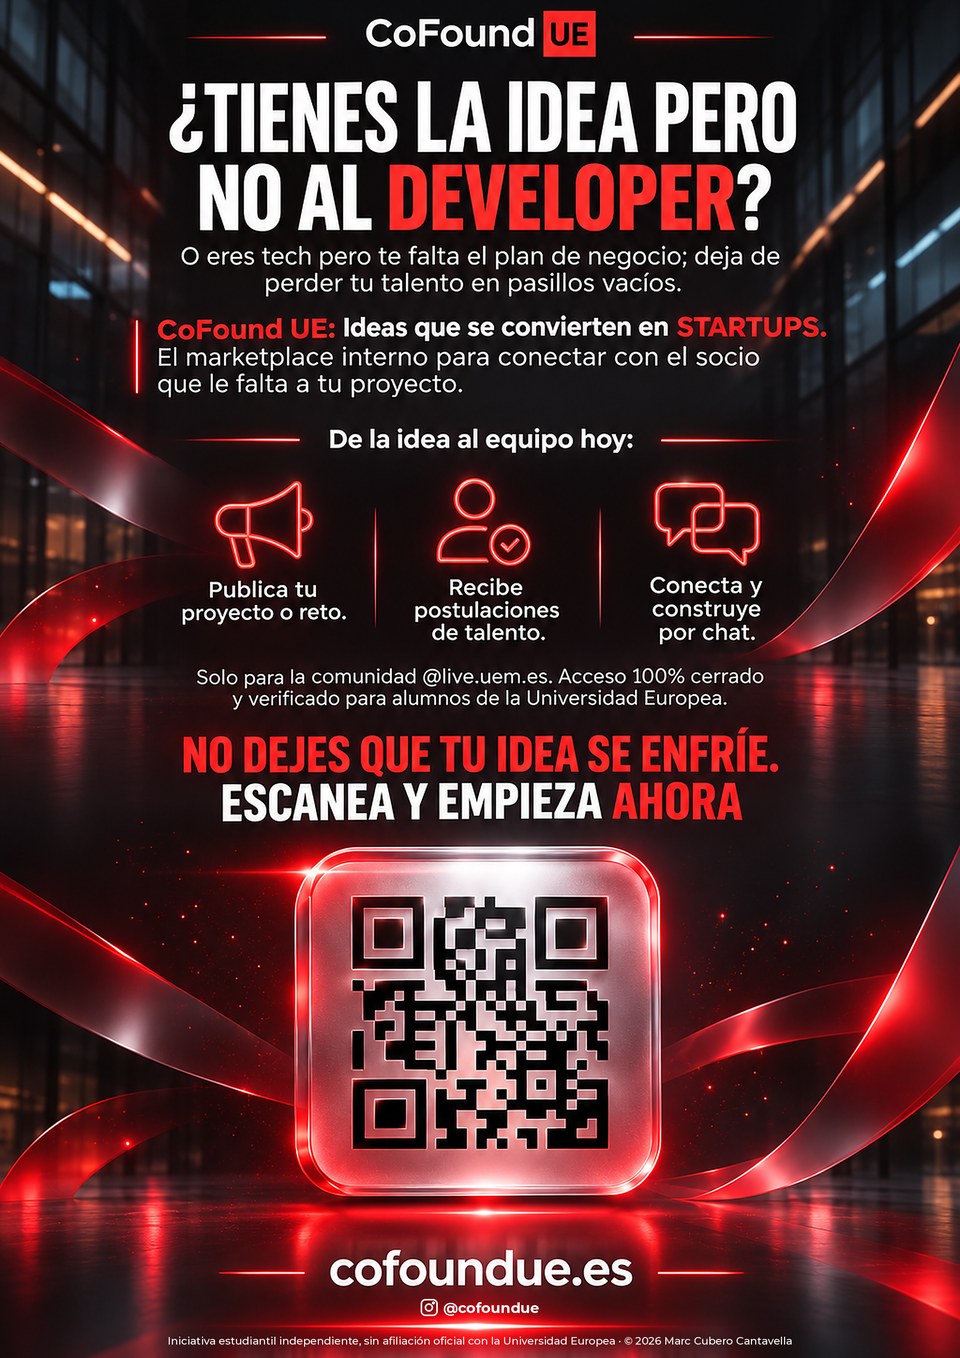 CoFound UE
¿TIENES LA IDEA PERO
NO AL DEVELOPER?
O eres tech pero te falta el plan de negocio; deja de
perder tu talento en pasillos vacíos.
CoFound UE: Ideas que se convierten en STARTUPS.
El marketplace interno para conectar con el socio
que le falta a tu proyecto.
De la idea al equipo hoy:
Publica tu
proyecto o reto.
Recibe
postulaciones
de talento.
Conecta y
construye
por chat.
Solo para la comunidad @live.uem.es. Acceso 100% cerrado
y verificado para alumnos de la Universidad Europea.
NO DEJES QUE TU IDEA SE ENFRÍE.
ESCANEA Y EMPIEZA AHORA
cofoundue.es
@cofoundue
Iniciativa estudiantil independiente, sin afiliación oficial con la Universidad Europea · © 2026 Marc Cubero Cantavella